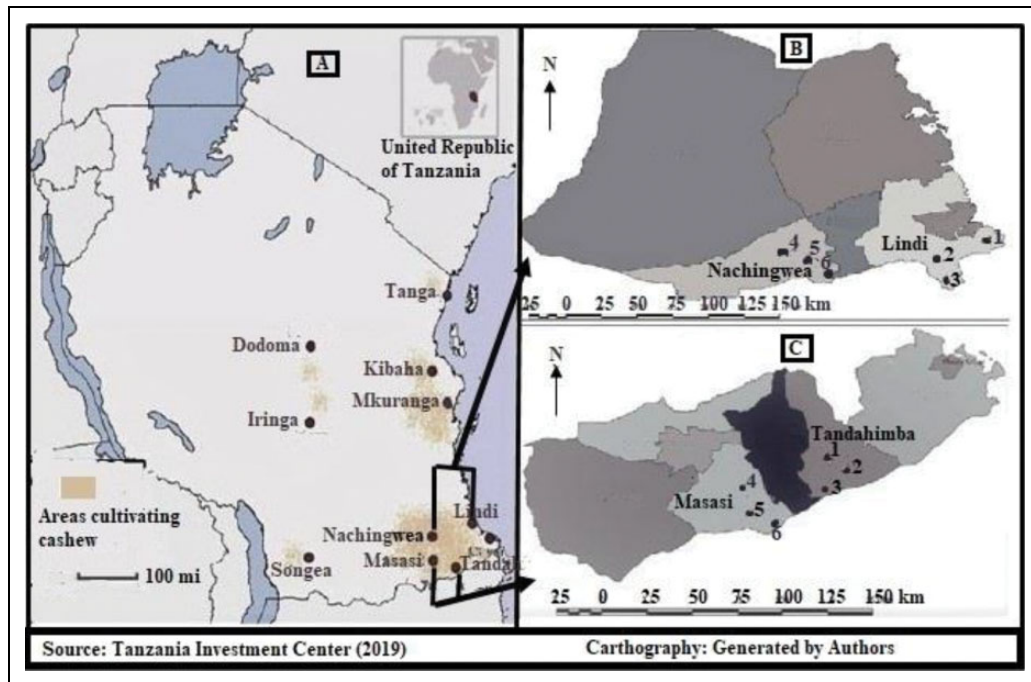 A
United Republic
of Tanzania
Tanga
Dodoma
Kibaha
Mkuranga
Iringa
Areas cultivating
cashew
100 mi
Lindi
Nachingwea
Masasi
Songea
B
N
Lindi
1
2
3
4
5
6
Nachingwea
25 0 25 50 75 100 125 150 km
C
N
Tandahimba
1
2
3
4
Masasi
5
6
25 0 25 50 75 100 125 150 km
Source: Tanzania Investment Center (2019)
Carthography: Generated by Authors